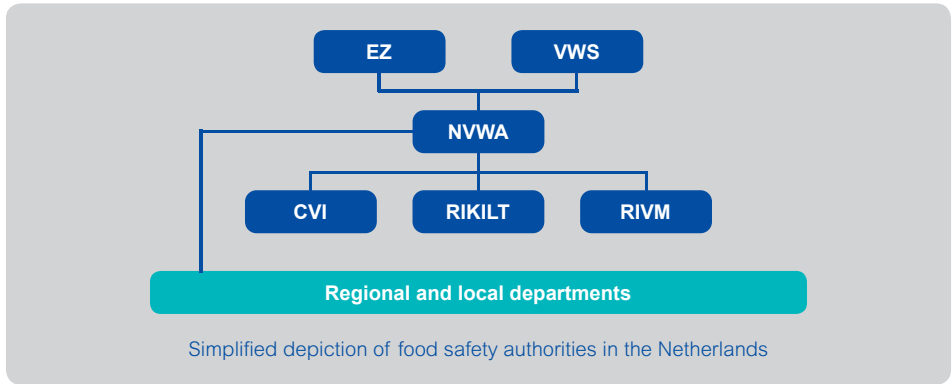 EZ
VWS
NVWA
CVI
RIKILT
RIVM
Regional and local departments
Simplified depiction of food safety authorities in the Netherlands